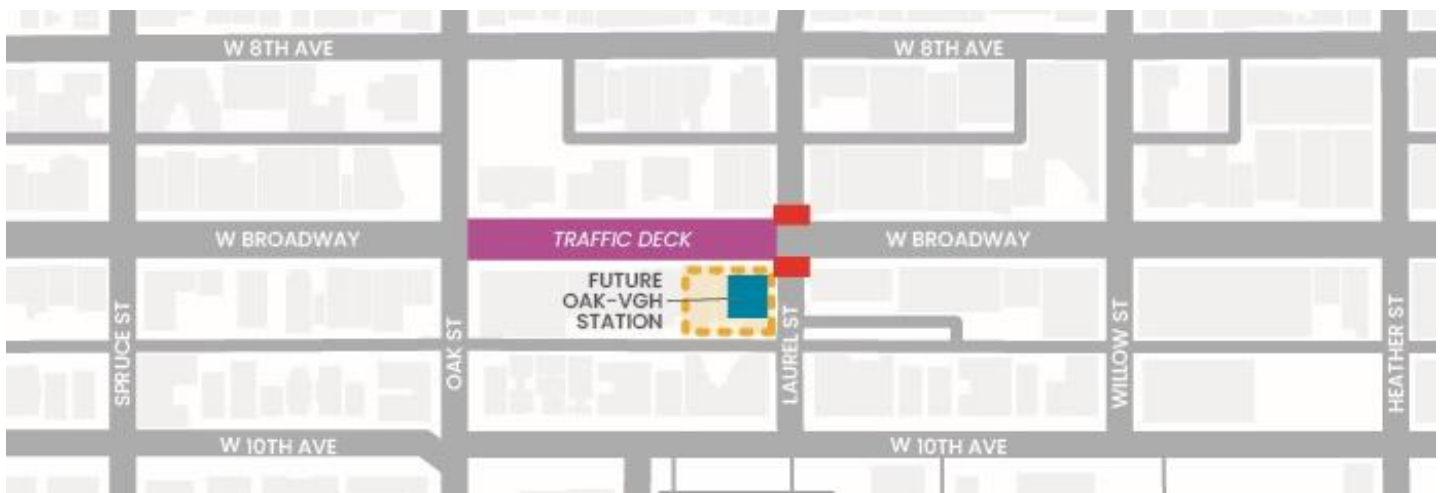 W 8TH AVE
W 8TH AVE
W BROADWAY
TRAFFIC DECK
W BROADWAY
FUTURE
OAK-VGH
STATION
SPRUCE ST
OAK ST
LAUREL ST
WILLOW ST
HEATHER ST
W 10TH AVE
W 10TH AVE